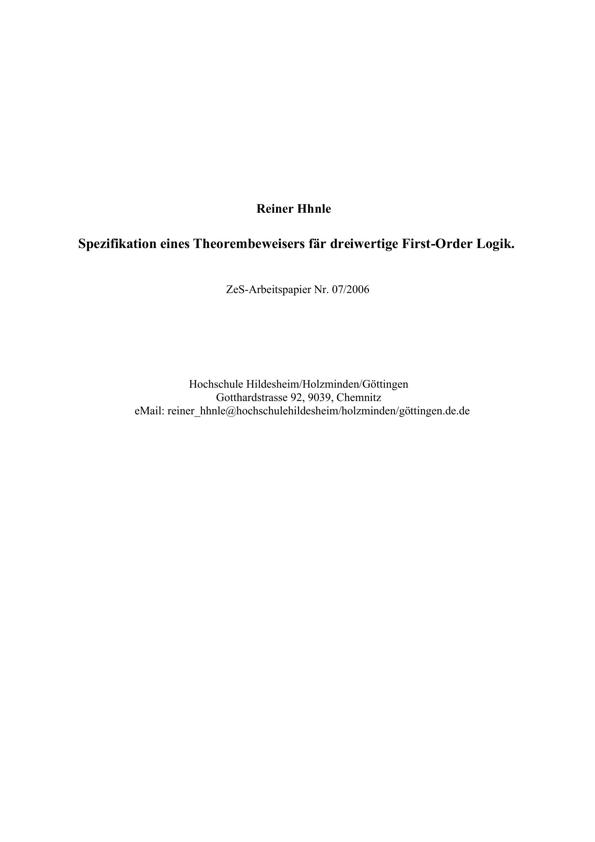 Reiner Hhnle
Spezifikation eines Theorembeweisers fär dreiwertige First-Order Logik.
ZeS-Arbeitspapier Nr. 07/2006
Hochschule Hildesheim/Holzminden/Göttingen
Gotthardstrasse 92, 9039, Chemnitz
eMail: reiner_hhnle@hochschulehildesheim/holzminden/göttingen.de.de